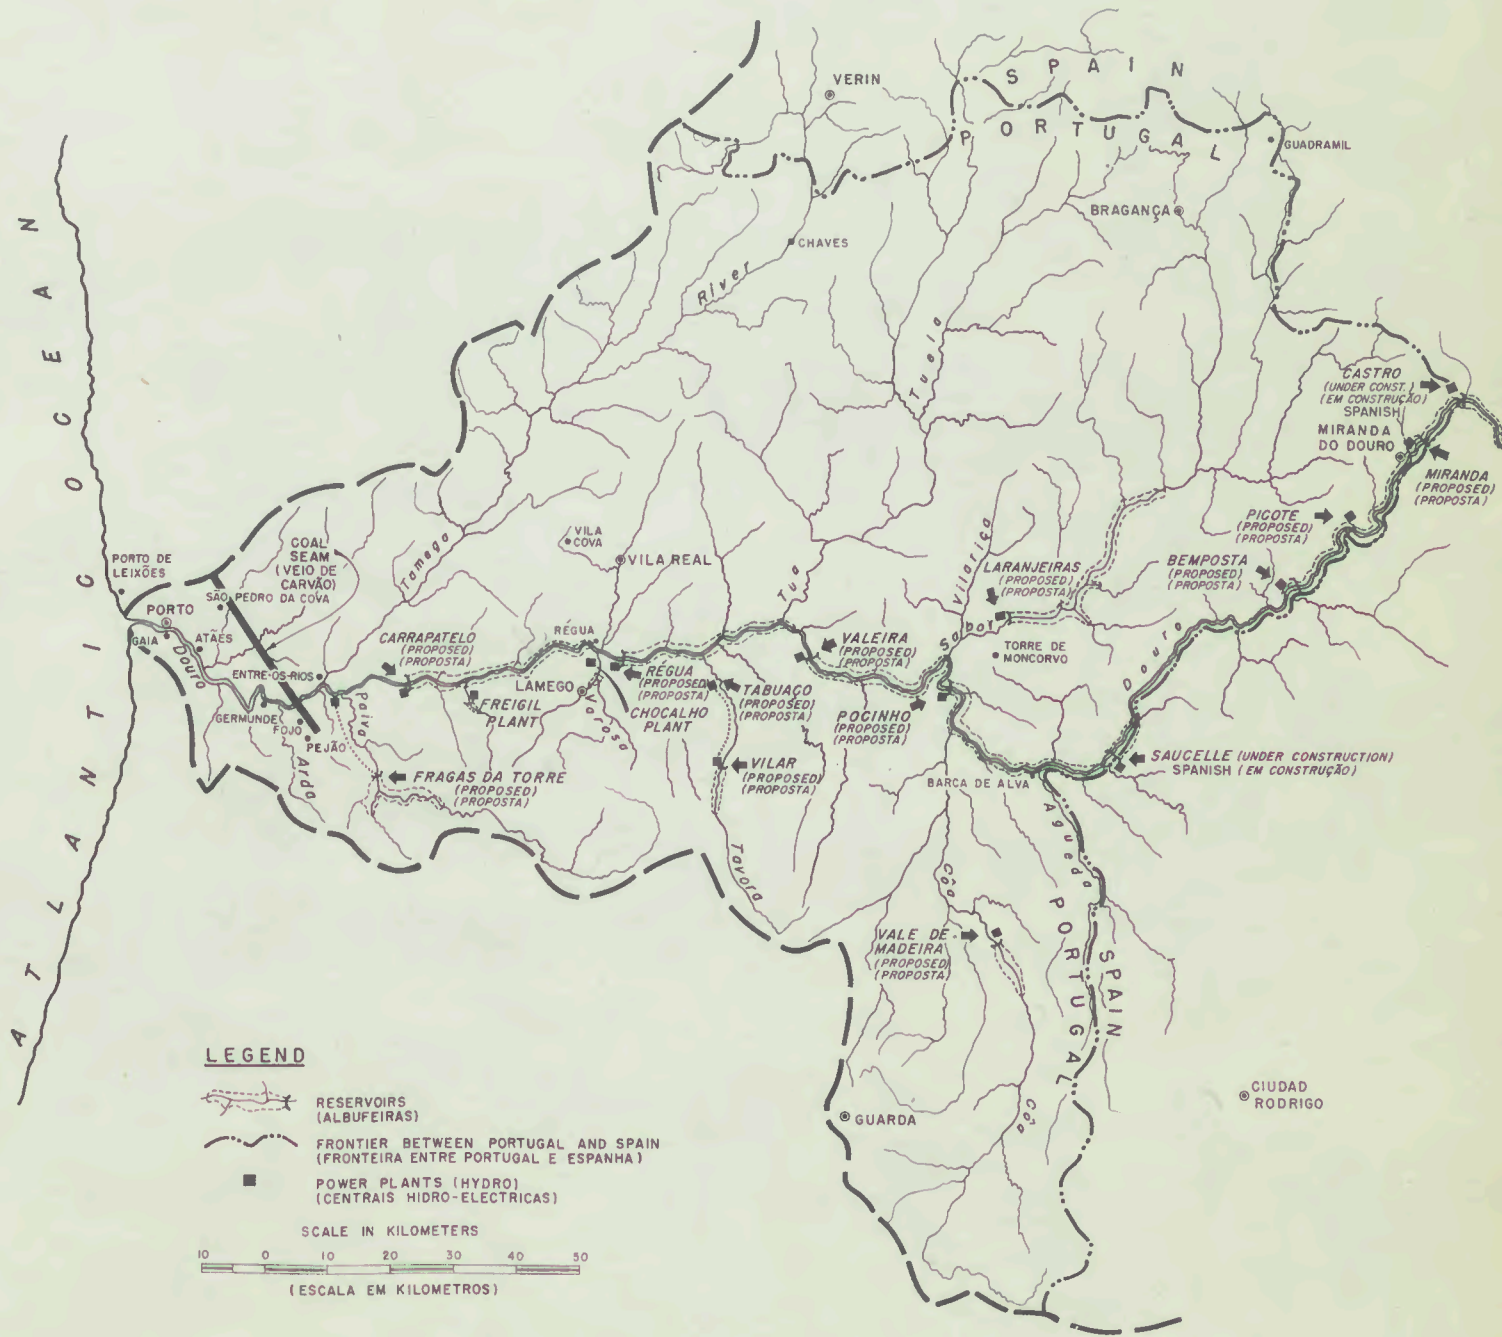 SPAIN
PORTUGAL
VERIN
GUADRAMIL
BRAGANÇA
CHAVES
River
Tuela
ATLANTIC OCEAN
CASTRO
(UNDER CONST.)
(EM CONSTRUÇÃO)
SPANISH
MIRANDA
DO DOURO
MIRANDA
(PROPOSED)
(PROPOSTA)
PICOTE
(PROPOSED)
(PROPOSTA)
BEMPOSTA
(PROPOSED)
(PROPOSTA)
LARANJEIRAS
(PROPOSED)
(PROPOSTA)
Vilariça
Sabor
TORRE DE
MONCORVO
Douro
Tua
VILA
COVA
VILA REAL
Tamega
COAL
SEAM
(VEIO DE
CARVÃO)
PORTO DE
LEIXÕES
SÃO PEDRO DA COVA
PORTO
GAIA
ATÃES
Douro
ENTRE-OS-RIOS
GERMUNDE
FOJO
PEJÃO
Arda
Paiva
CARRAPATELO
(PROPOSED)
(PROPOSTA)
RÉGUA
LAMEGO
FREIGIL
PLANT
Varosa
RÉGUA
(PROPOSED)
(PROPOSTA)
CHOCALHO
PLANT
TABUAÇO
(PROPOSED)
(PROPOSTA)
VALEIRA
(PROPOSED)
(PROPOSTA)
POCINHO
(PROPOSED)
(PROPOSTA)
FRAGAS DA TORRE
(PROPOSED)
(PROPOSTA)
VILAR
(PROPOSED)
(PROPOSTA)
Tavora
BARCA DE ALVA
SAUCELLE (UNDER CONSTRUCTION)
SPANISH (EM CONSTRUÇÃO)
Agueda
Côa
VALE DE
MADEIRA
(PROPOSED)
(PROPOSTA)
PORTUGAL
SPAIN
Côa
GUARDA
CIUDAD
RODRIGO
LEGEND
RESERVOIRS
(ALBUFEIRAS)
FRONTIER BETWEEN PORTUGAL AND SPAIN
(FRONTEIRA ENTRE PORTUGAL E ESPANHA)
POWER PLANTS (HYDRO)
(CENTRAIS HIDRO-ELECTRICAS)
SCALE IN KILOMETERS
10 0 10 20 30 40 50
(ESCALA EM KILOMETROS)